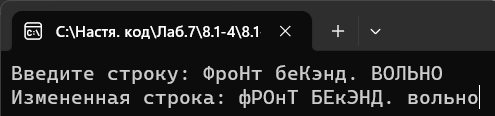 C:\Настя. код\Лаб.7\8.1-4\8.1
Введите строку: ФроНт беКэнд. ВОЛЬНО
Измененная строка: фРОнТ БЕкЭНД. вольно